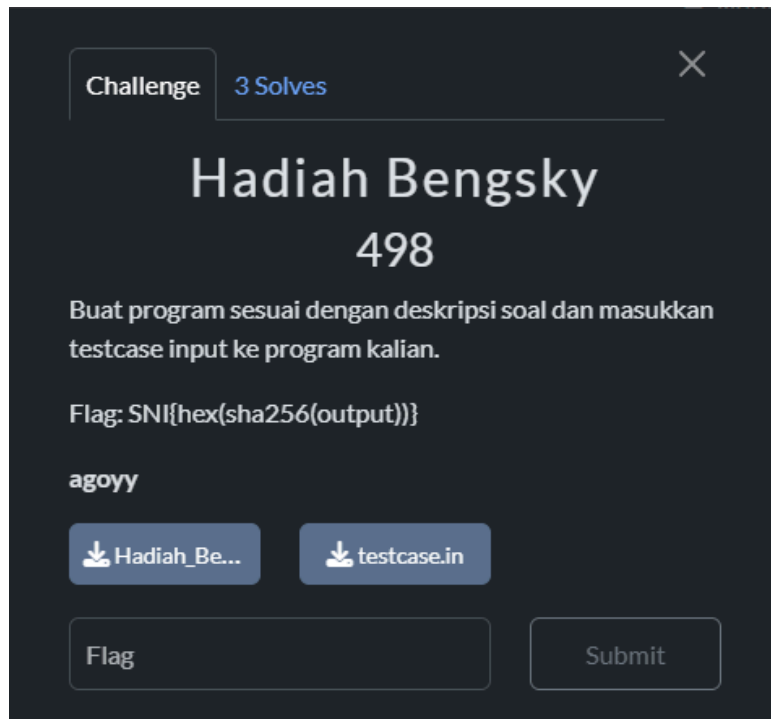 Challenge
3 Solves
Hadiah Bengsky
498
Buat program sesuai dengan deskripsi soal dan masukkan
testcase input ke program kalian.
Flag: SNI{hex(sha256(output))}
agoyy
Hadiah_Be...
testcase.in
Flag
Submit